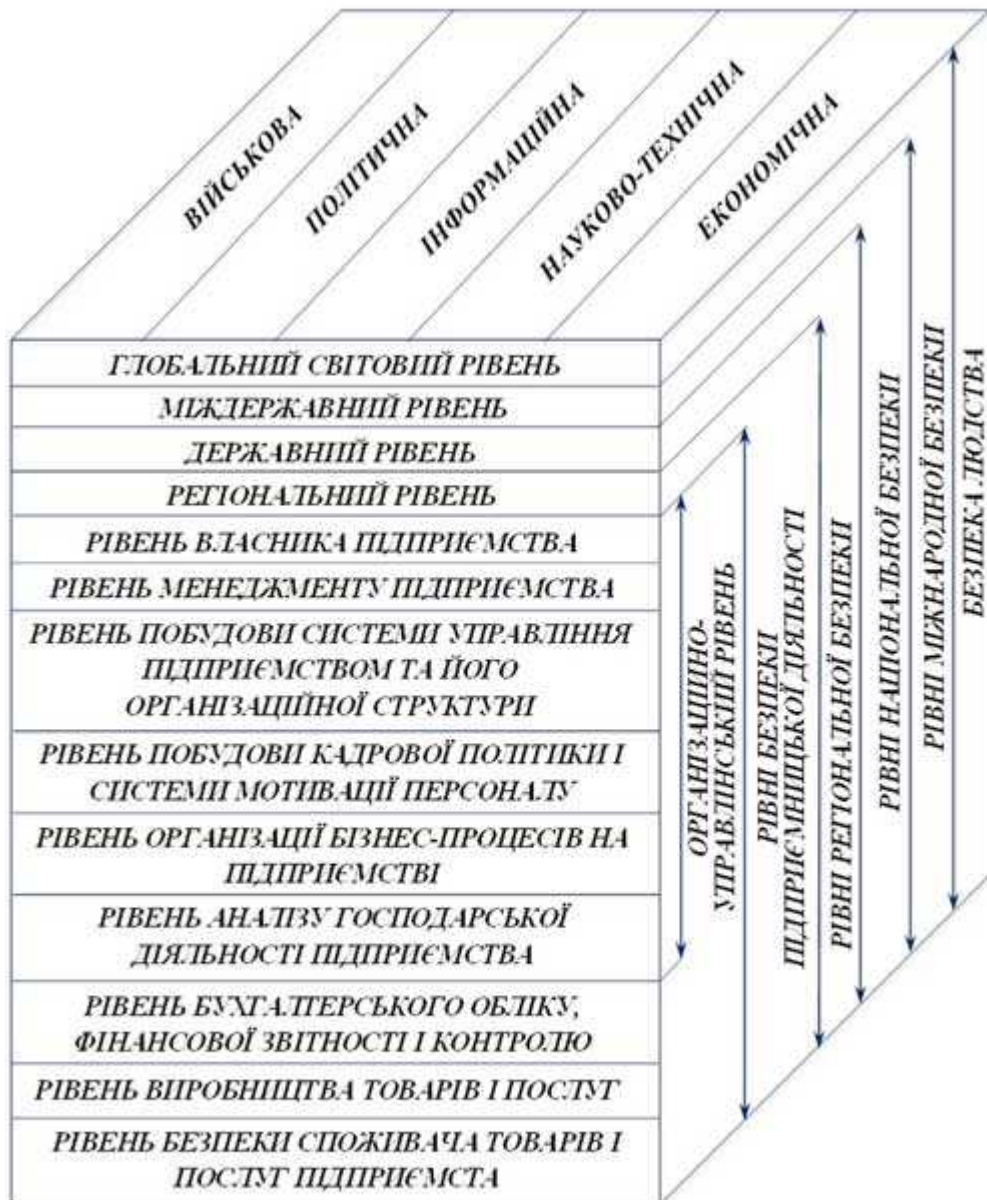 ВІЙСЬКОВА
ПОЛІТИЧНА
ІНФОРМАЦІЙНА
НАУКОВО-ТЕХНІЧНА
ЕКОНОМІЧНА
ГЛОБАЛЬНИЙ СВІТОВИЙ РІВЕНЬ
МІЖДЕРЖАВНИЙ РІВЕНЬ
ДЕРЖАВНИЙ РІВЕНЬ
РЕГІОНАЛЬНИЙ РІВЕНЬ
РІВЕНЬ ВЛАСНИКА ПІДПРИЄМСТВА
РІВЕНЬ МЕНЕДЖМЕНТУ ПІДПРИЄМСТВА
РІВЕНЬ ПОБУДОВИ СИСТЕМИ УПРАВЛІННЯ
ПІДПРИЄМСТВОМ ТА ЙОГО
ОРГАНІЗАЦІЙНОЇ СТРУКТУРИ
РІВЕНЬ ПОБУДОВИ КАДРОВОЇ ПОЛІТИКИ І
СИСТЕМИ МОТИВАЦІЇ ПЕРСОНАЛУ
РІВЕНЬ ОРГАНІЗАЦІЇ БІЗНЕС-ПРОЦЕСІВ НА
ПІДПРИЄМСТВІ
РІВЕНЬ АНАЛІЗУ ГОСПОДАРСЬКОЇ
ДІЯЛЬНОСТІ ПІДПРИЄМСТВА
РІВЕНЬ БУХГАЛТЕРСЬКОГО ОБЛІКУ,
ФІНАНСОВОЇ ЗВІТНОСТІ І КОНТРОЛЮ
РІВЕНЬ ВИРОБНИЦТВА ТОВАРІВ І ПОСЛУГ
РІВЕНЬ БЕЗПЕКИ СПОЖИВАЧА ТОВАРІВ І
ПОСЛУГ ПІДПРИЄМСТА
ОРГАНІЗАЦІЙНО-
УПРАВЛІНСЬКИЙ РІВЕНЬ
РІВНІ БЕЗПЕКИ
ПІДПРИЄМНИЦЬКОЇ ДІЯЛЬНОСТІ
РІВНІ РЕГІОНАЛЬНОЇ БЕЗПЕКИ
РІВНІ НАЦІОНАЛЬНОЇ БЕЗПЕКИ
РІВНІ МІЖНАРОДНОЇ БЕЗПЕКИ
БЕЗПЕКА ЛЮДСТВА